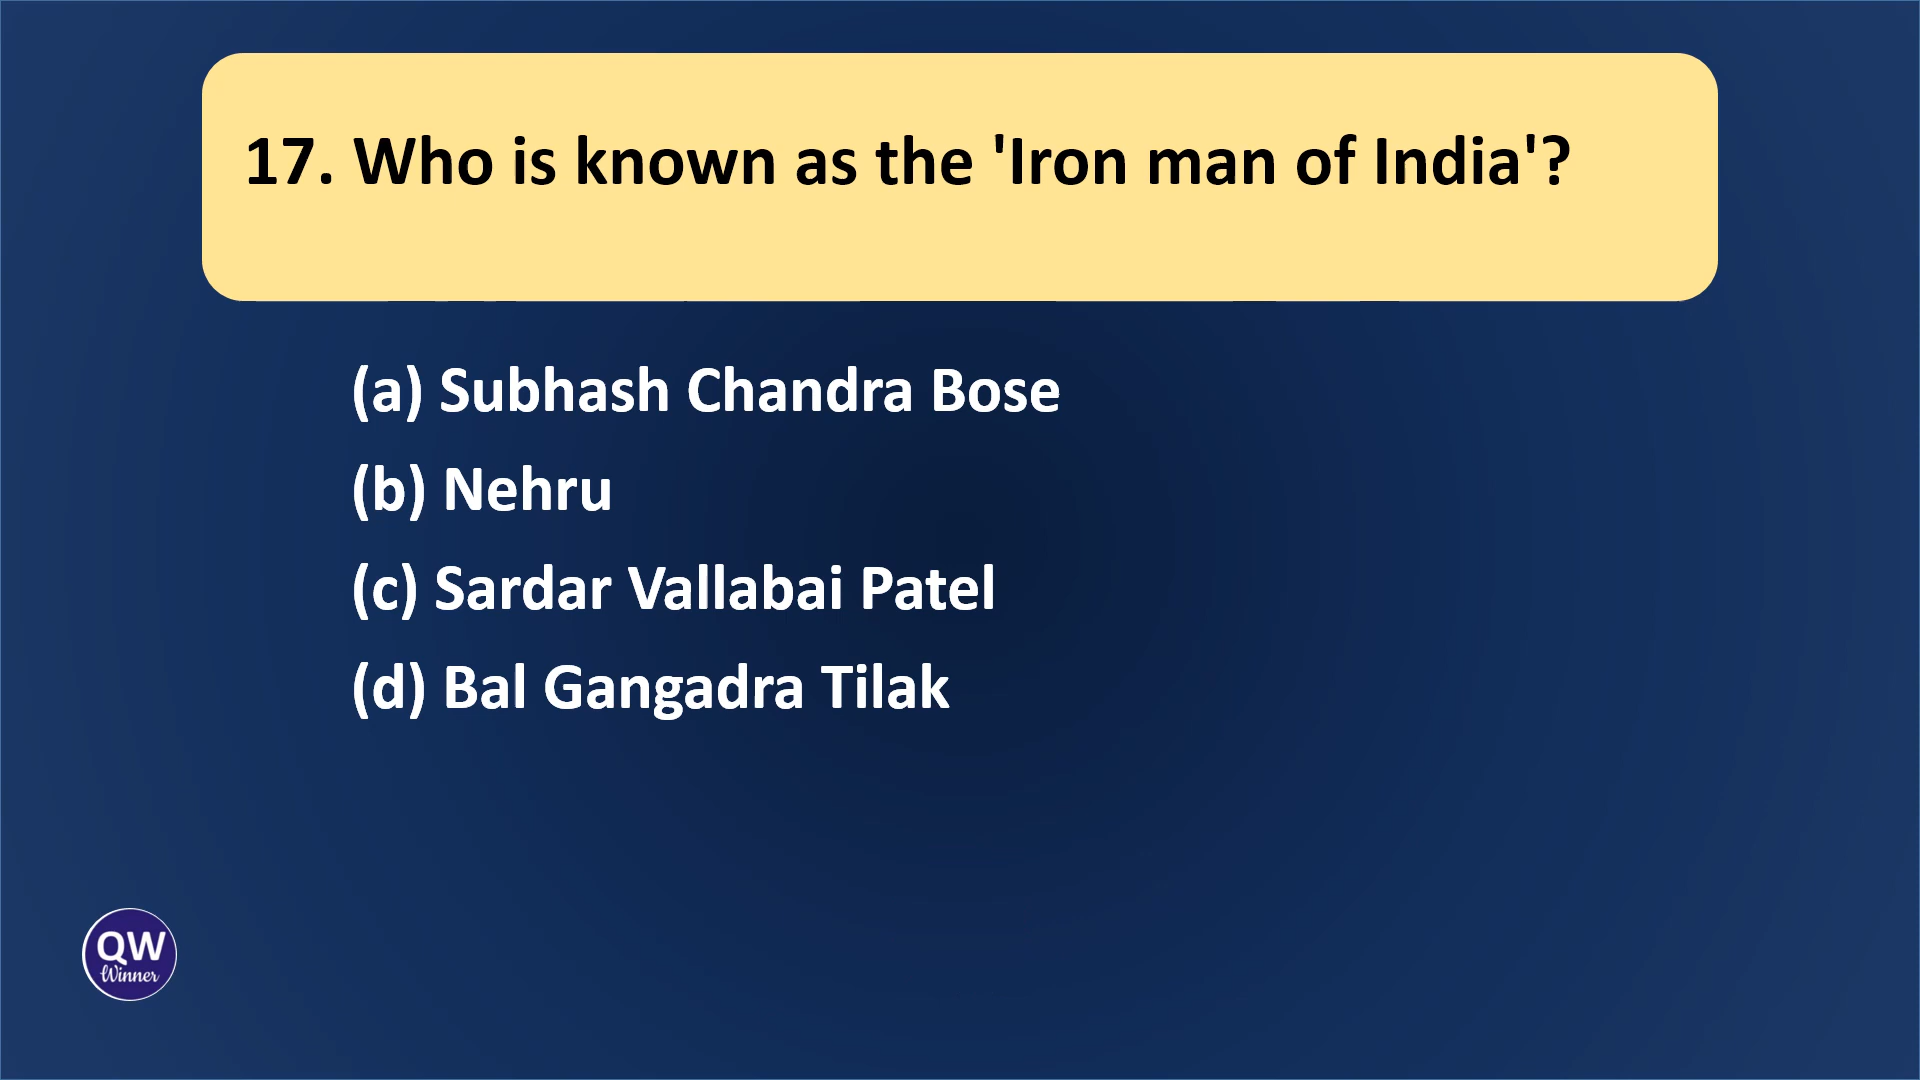 17. Who is known as the 'Iron man of India'?
(a) Subhash Chandra Bose
(b) Nehru
(c) Sardar Vallabai Patel
(d) Bal Gangadra Tilak
QW
Winner